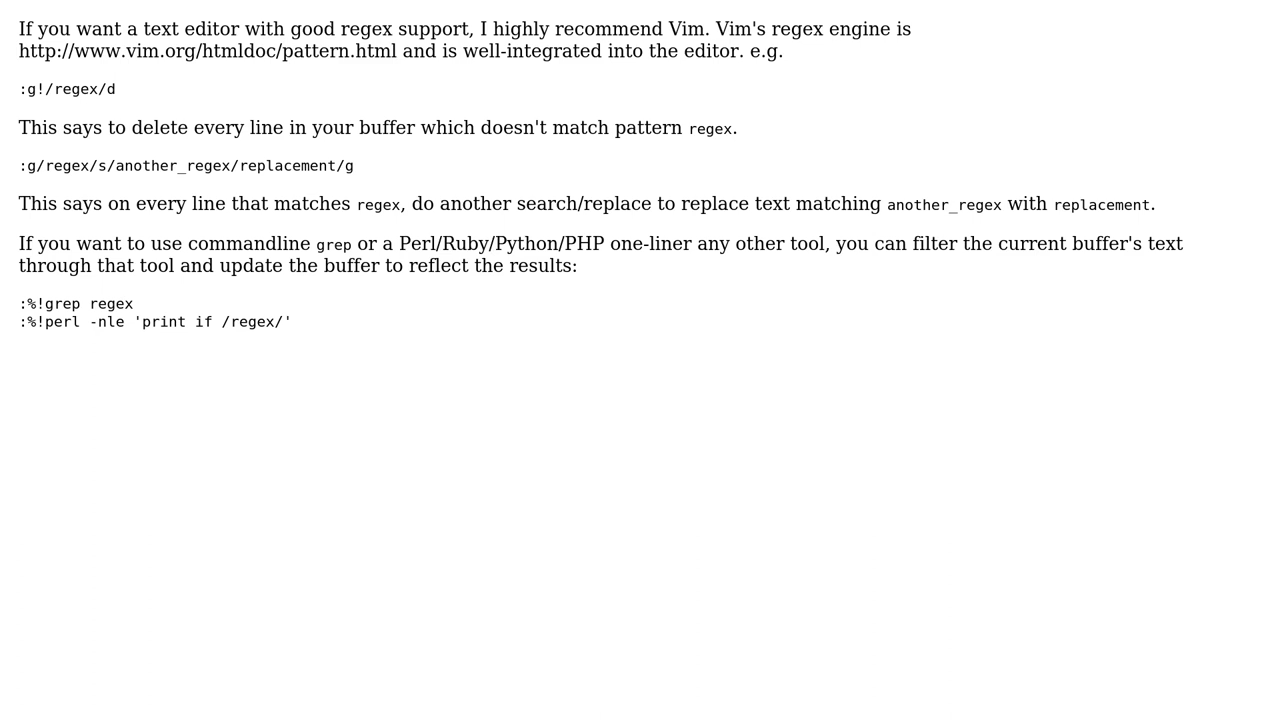 If you want a text editor with good regex support, I highly recommend Vim. Vim's regex engine is
http://www.vim.org/htmldoc/pattern.html and is well-integrated into the editor. e.g.
:g!/regex/d
This says to delete every line in your buffer which doesn't match pattern regex.
:g/regex/s/another_regex/replacement/g
This says on every line that matches regex, do another search/replace to replace text matching another_regex with replacement.
If you want to use commandline grep or a Perl/Ruby/Python/PHP one-liner any other tool, you can filter the current buffer's text
through that tool and update the buffer to reflect the results:
:%!grep regex
:%!perl -nle 'print if /regex/'